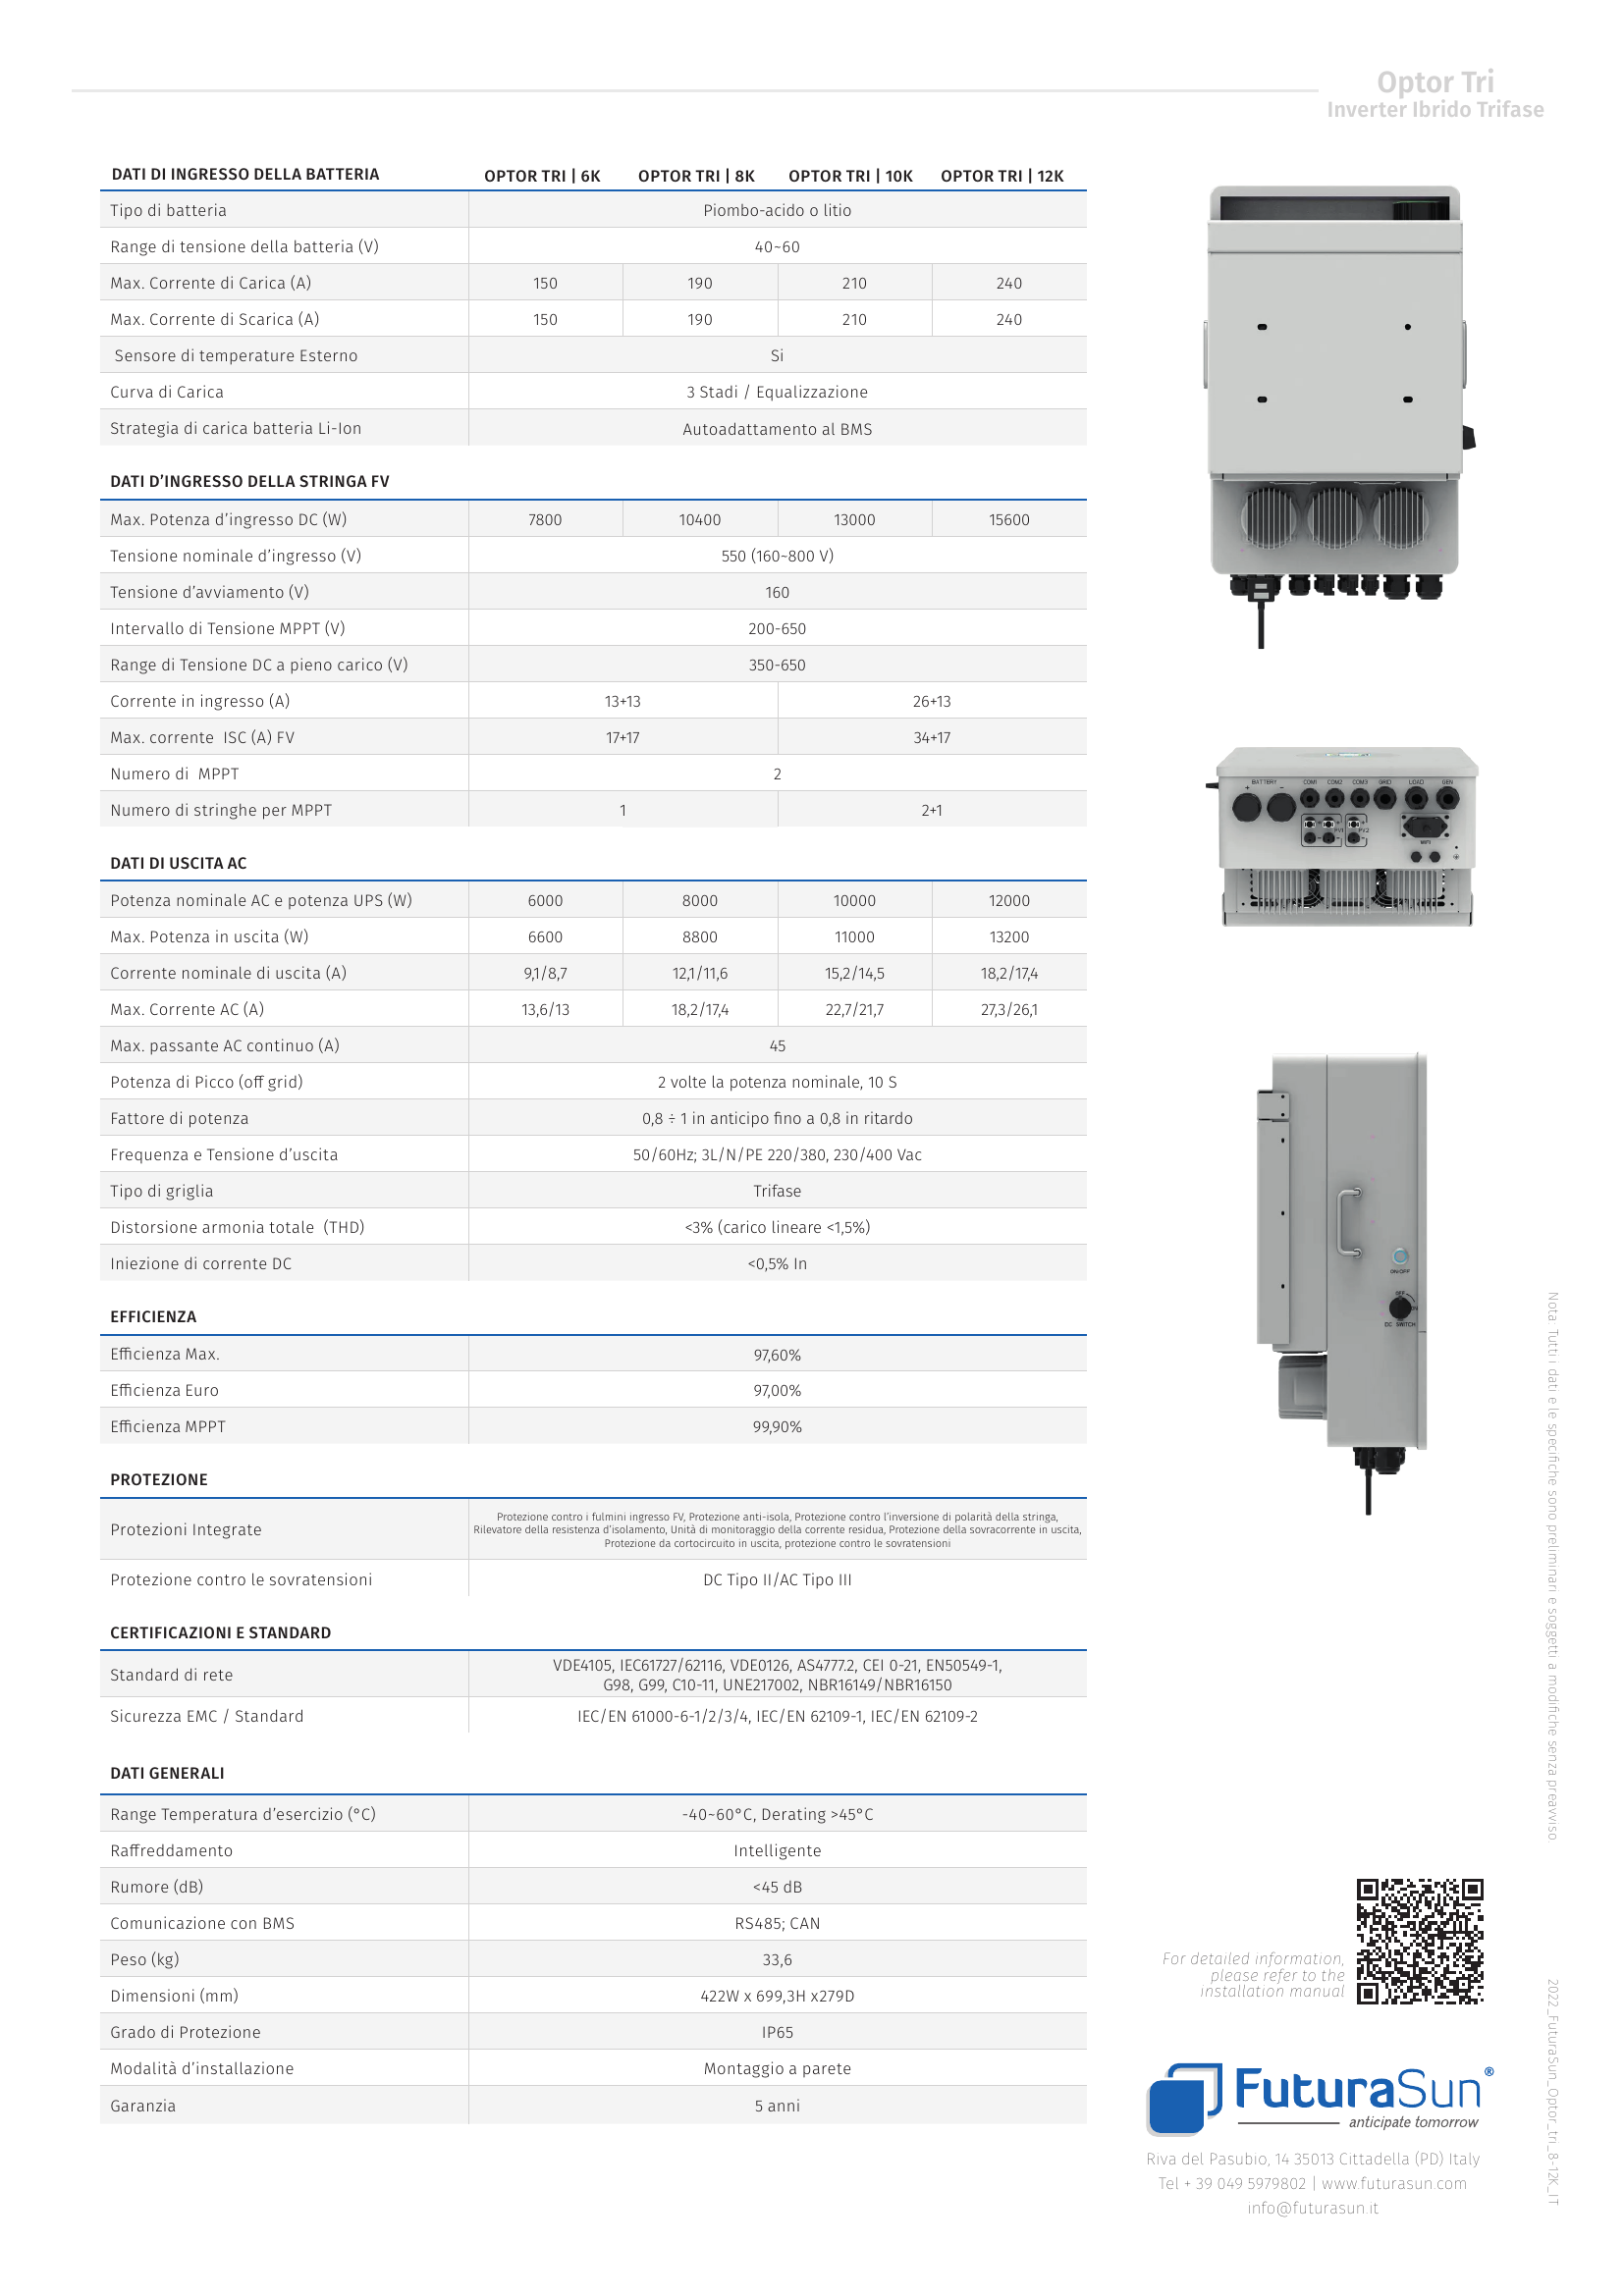 Optor Tri
Inverter Ibrido Trifase
DATI DI INGRESSO DELLA BATTERIA OPTOR TRI | 6K OPTOR TRI | 8K OPTOR TRI | 10K OPTOR TRI | 12K
Tipo di batteria Piombo-acido o litio
Range di tensione della batteria (V) 40~60
Max. Corrente di Carica (A) 150 190 210 240
Max. Corrente di Scarica (A) 150 190 210 240
Sensore di temperature Esterno Si
Curva di Carica 3 Stadi / Equalizzazione
Strategia di carica batteria Li-Ion Autoadattamento al BMS
DATI D'INGRESSO DELLA STRINGA FV
Max. Potenza d'ingresso DC (W) 7800 10400 13000 15600
Tensione nominale d'ingresso (V) 550 (160~800 V)
Tensione d'avviamento (V) 160
Intervallo di Tensione MPPT (V) 200-650
Range di Tensione DC a pieno carico (V) 350-650
Corrente in ingresso (A) 13+13 26+13
Max. corrente ISC (A) FV 17+17 34+17
Numero di MPPT 2
Numero di stringhe per MPPT 1 2+1
DATI DI USCITA AC
Potenza nominale AC e potenza UPS (W) 6000 8000 10000 12000
Max. Potenza in uscita (W) 6600 8800 11000 13200
Corrente nominale di uscita (A) 9,1/8,7 12,1/11,6 15,2/14,5 18,2/17,4
Max. Corrente AC (A) 13,6/13 18,2/17,4 22,7/21,7 27,3/26,1
Max. passante AC continuo (A) 45
Potenza di Picco (off grid) 2 volte la potenza nominale, 10 S
Fattore di potenza 0,8 ÷ 1 in anticipo fino a 0,8 in ritardo
Frequenza e Tensione d'uscita 50/60Hz; 3L/N/PE 220/380, 230/400 Vac
Tipo di griglia Trifase
Distorsione armonia totale (THD) <3% (carico lineare <1,5%)
Iniezione di corrente DC <0,5% In
EFFICIENZA
Efficienza Max. 97,60%
Efficienza Euro 97,00%
Efficienza MPPT 99,90%
PROTEZIONE
Protezioni Integrate
Protezione contro i fulmini ingresso FV, Protezione anti-isola, Protezione contro l'inversione di polarità della stringa,
Rilevatore della resistenza d'isolamento, Unità di monitoraggio della corrente residua, Protezione della sovracorrente in uscita,
Protezione da cortocircuito in uscita, protezione contro le sovratensioni
Protezione contro le sovratensioni DC Tipo II/AC Tipo III
CERTIFICAZIONI E STANDARD
Standard di rete
VDE4105, IEC61727/62116, VDE0126, AS4777.2, CEI 0-21, EN50549-1,
G98, G99, C10-11, UNE217002, NBR16149/NBR16150
Sicurezza EMC / Standard IEC/EN 61000-6-1/2/3/4, IEC/EN 62109-1, IEC/EN 62109-2
DATI GENERALI
Range Temperatura d'esercizio (°C) -40~60°C, Derating >45°C
Raffreddamento Intelligente
Rumore (dB) <45 dB
Comunicazione con BMS RS485; CAN
Peso (kg) 33,6
Dimensioni (mm) 422W x 699,3H x279D
Grado di Protezione IP65
Modalità d'installazione Montaggio a parete
Garanzia 5 anni
BATTERY COM1 COM2 COM3 GRID LOAD GEN
+ −
PV1 PV2
ON/OFF
OFF
DC SWITCH
Nota: Tutti i dati e le specifiche sono preliminari e soggetti a modifiche senza preavviso
For detailed information,
please refer to the
installation manual
FuturaSun®
anticipate tomorrow
Riva del Pasubio, 14 35013 Cittadella (PD) Italy
Tel + 39 049 5979802 | www.futurasun.com
info@futurasun.it
2022_FuturaSun_Optor_tri_8-12K_IT